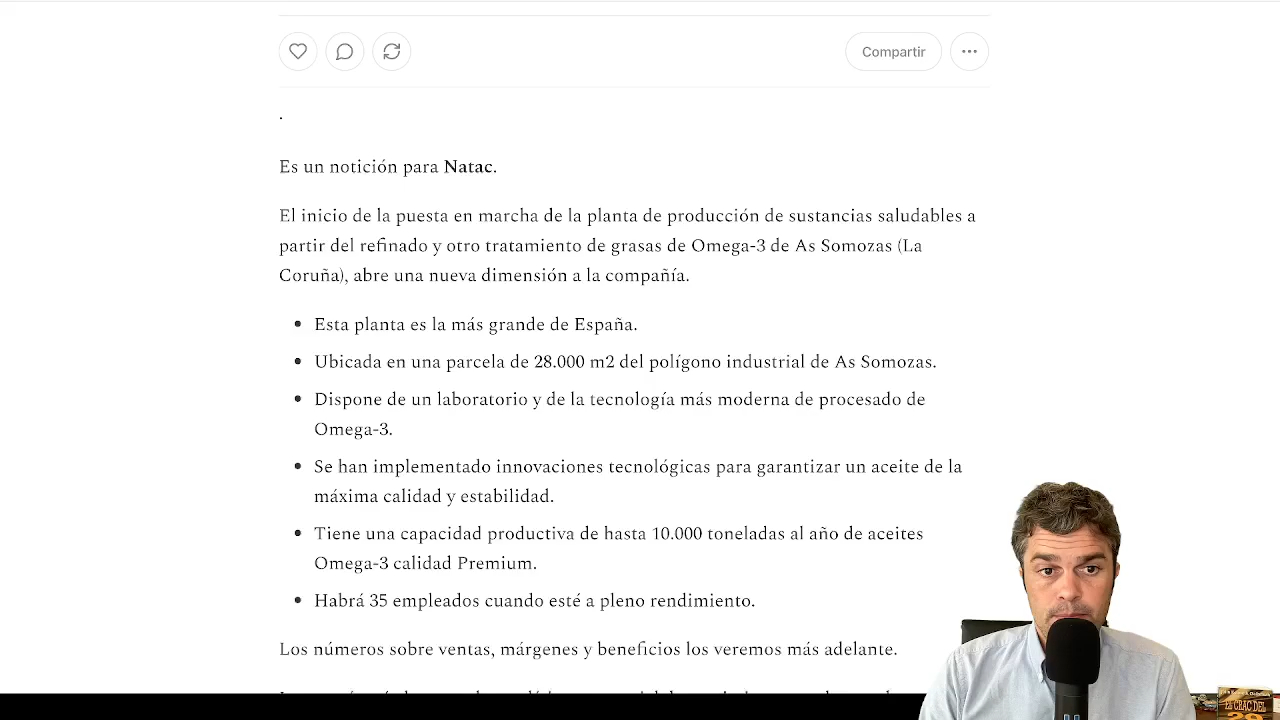 Compartir
.
Es un notición para Natac.
El inicio de la puesta en marcha de la planta de producción de sustancias saludables a
partir del refinado y otro tratamiento de grasas de Omega-3 de As Somozas (La
Coruña), abre una nueva dimensión a la compañía.
• Esta planta es la más grande de España.
• Ubicada en una parcela de 28.000 m2 del polígono industrial de As Somozas.
• Dispone de un laboratorio y de la tecnología más moderna de procesado de
Omega-3.
• Se han implementado innovaciones tecnológicas para garantizar un aceite de la
máxima calidad y estabilidad.
• Tiene una capacidad productiva de hasta 10.000 toneladas al año de aceites
Omega-3 calidad Premium.
• Habrá 35 empleados cuando esté a pleno rendimiento.
Los números sobre ventas, márgenes y beneficios los veremos más adelante.
EL CRAC DEL